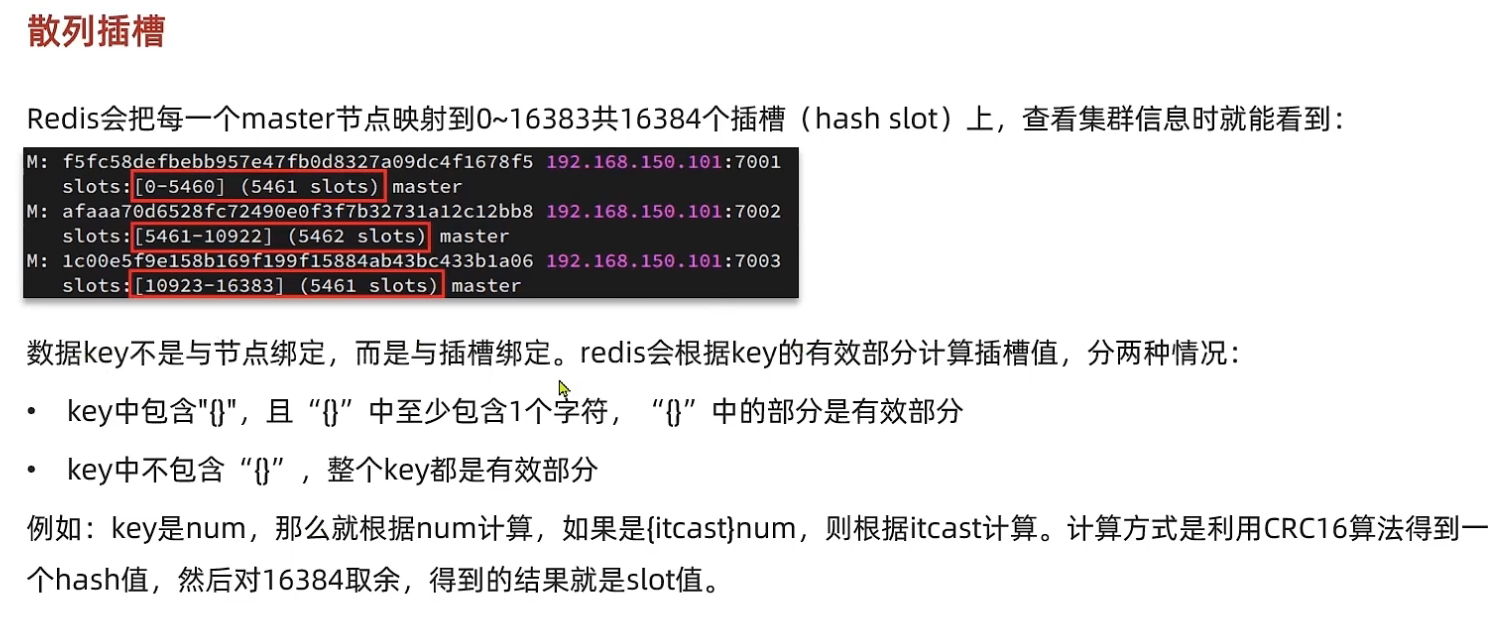 散列插槽
Redis会把每一个master节点映射到0~16383共16384个插槽（hash slot）上，查看集群信息时就能看到：
M: f5fc58defbebb957e47fb0d8327a09dc4f1678f5 192.168.150.101:7001
slots:[0-5460] (5461 slots) master
M: afaaa70d6528fc72490e0f3f7b32731a12c12bb8 192.168.150.101:7002
slots:[5461-10922] (5462 slots) master
M: 1c00e5f9e158b169f199f15884ab43bc433b1a06 192.168.150.101:7003
slots:[10923-16383] (5461 slots) master
数据key不是与节点绑定，而是与插槽绑定。redis会根据key的有效部分计算插槽值，分两种情况：
• key中包含"{}"，且“{}”中至少包含1个字符，“{}”中的部分是有效部分
• key中不包含“{}”，整个key都是有效部分
例如：key是num，那么就根据num计算，如果是{itcast}num，则根据itcast计算。计算方式是利用CRC16算法得到一
个hash值，然后对16384取余，得到的结果就是slot值。